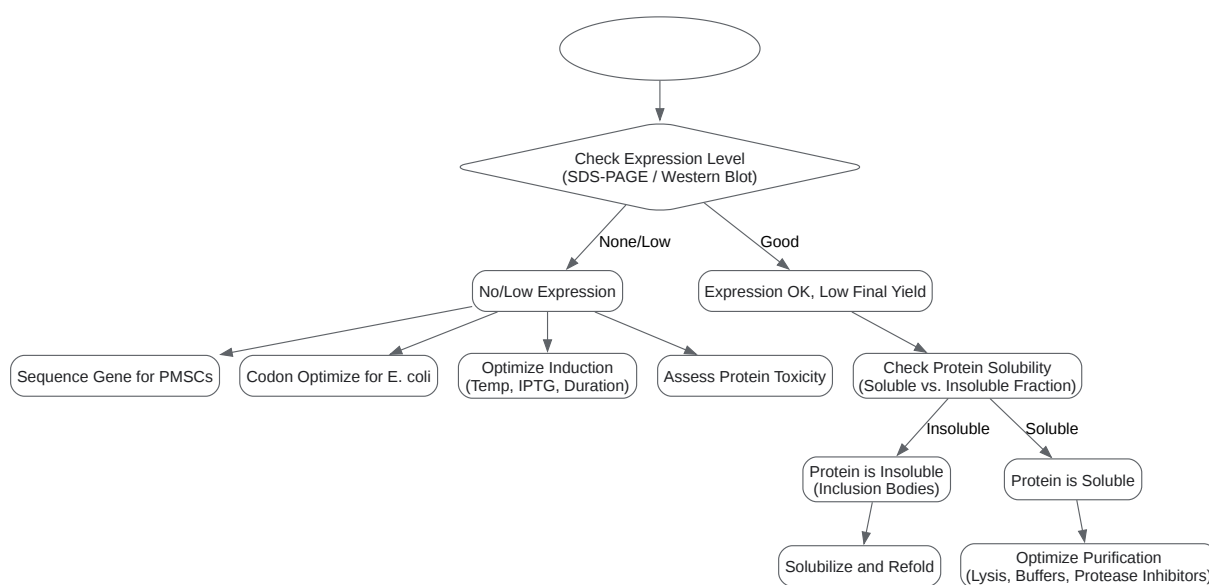 Check Expression Level
(SDS-PAGE / Western Blot)
None/Low
Good
No/Low Expression
Expression OK, Low Final Yield
Sequence Gene for PMSCs
Codon Optimize for E. coli
Optimize Induction
(Temp, IPTG, Duration)
Assess Protein Toxicity
Check Protein Solubility
(Soluble vs. Insoluble Fraction)
Insoluble
Soluble
Protein is Insoluble
(Inclusion Bodies)
Protein is Soluble
Solubilize and Refold
Optimize Purification
(Lysis, Buffers, Protease Inhibitors)